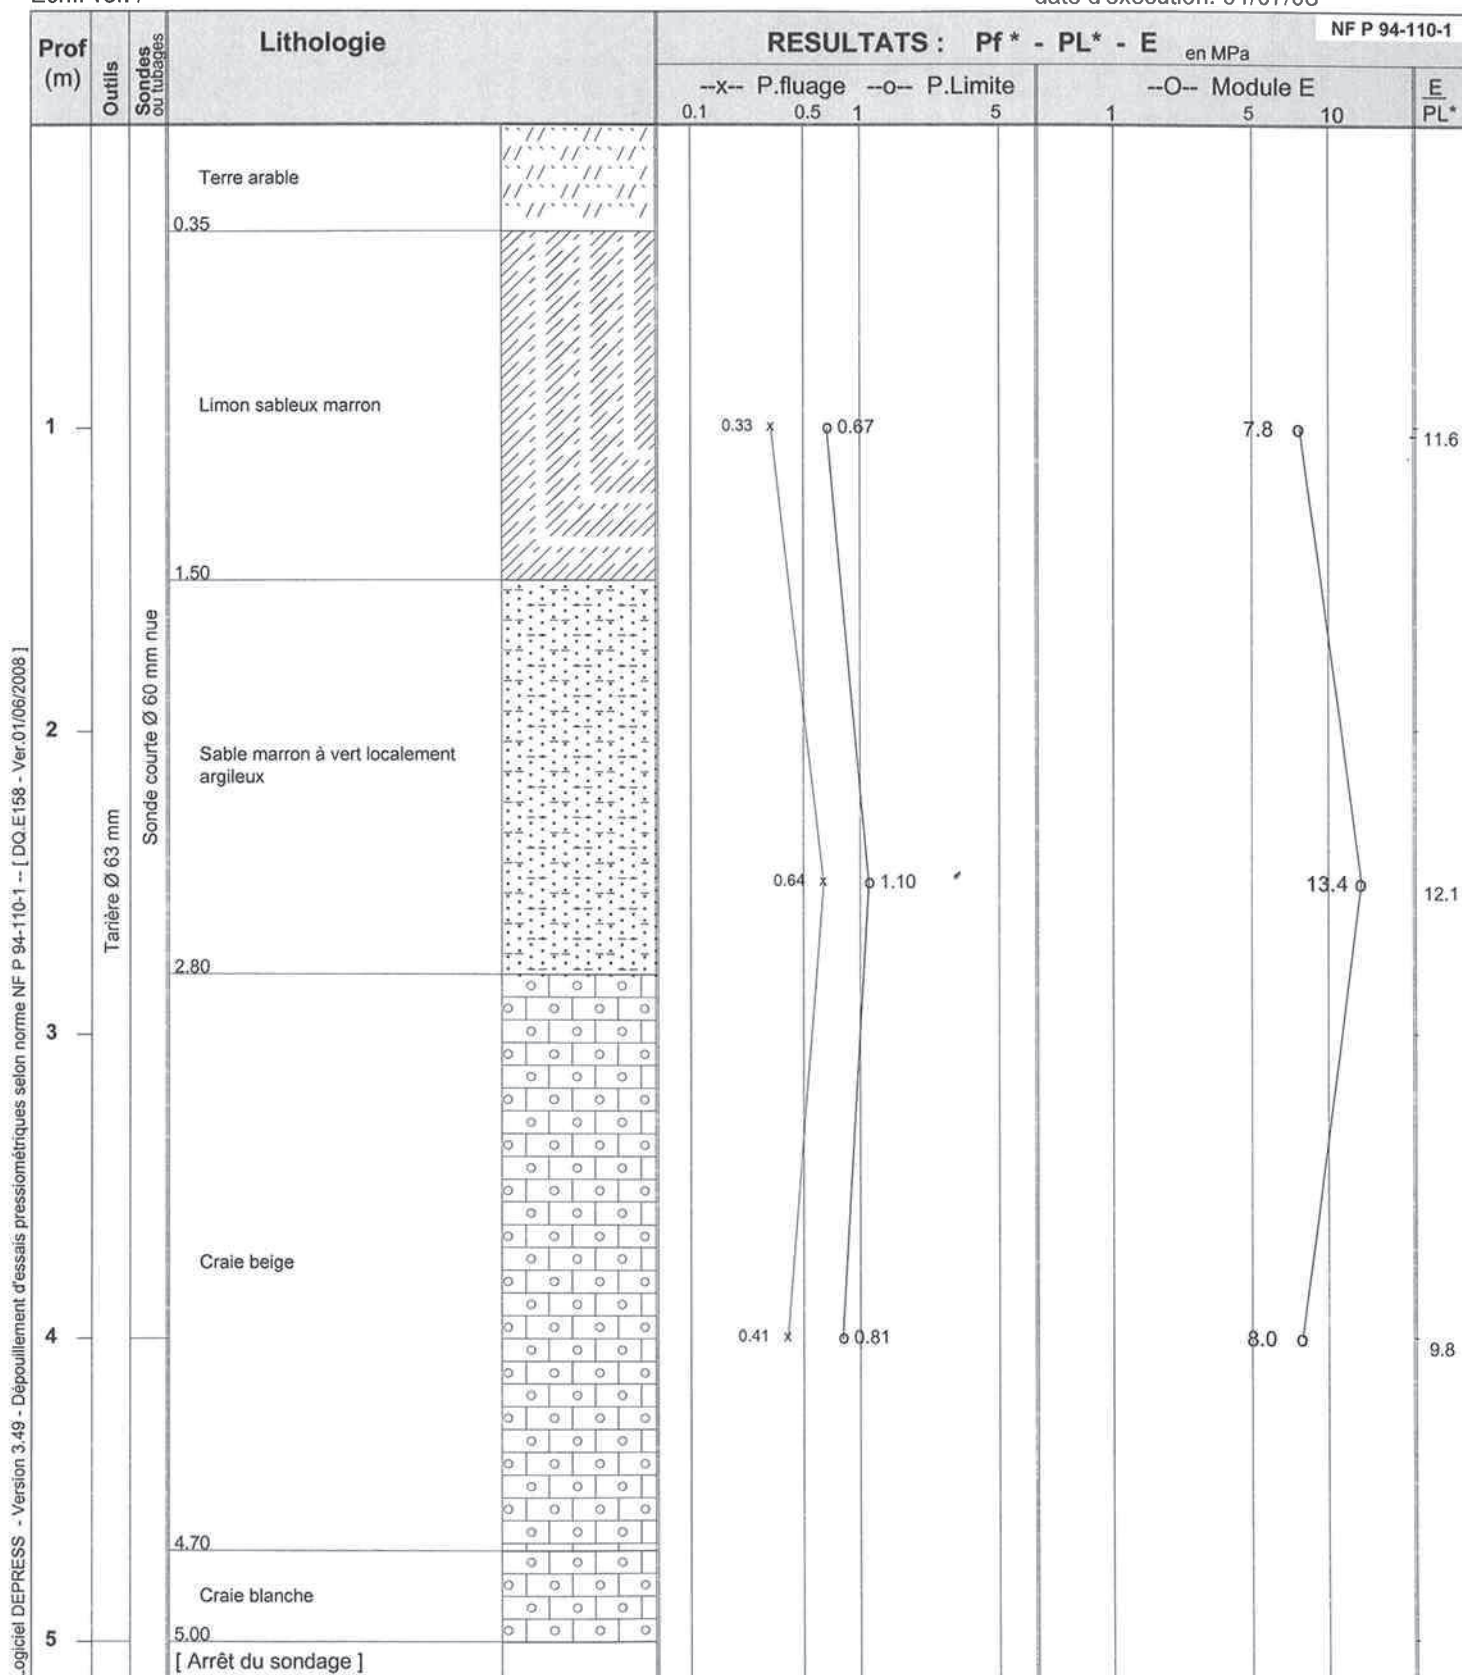 NF P 94-110-1
Prof
(m)
Outils
Sondes
ou tubages
Lithologie
RESULTATS : Pf * - PL* - E en MPa
--x-- P.fluage --o-- P.Limite
--O-- Module E
E
PL*
0.1 0.5 1 5
1 5 10
Terre arable
0.35
Limon sableux marron
1
0.33 x
o 0.67
7.8 o
11.6
1.50
Sonde courte Ø 60 mm nue
2
Sable marron à vert localement
argileux
Tarière Ø 63 mm
0.64 x
o 1.10
13.4 o
12.1
2.80
3
Craie beige
4
0.41 x
o 0.81
8.0 o
9.8
4.70
Craie blanche
5
5.00
[ Arrêt du sondage ]
DEPRESS - Version 3.49 - Dépouillement d'essais pressiométriques selon norme NF P 94-110-1 -- [ DQ.E158 - Ver.01/06/2008 ]